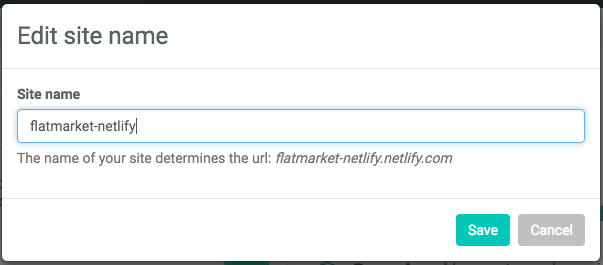 Edit site name
Site name
flatmarket-netlify
The name of your site determines the url: flatmarket-netlify.netlify.com
Save Cancel